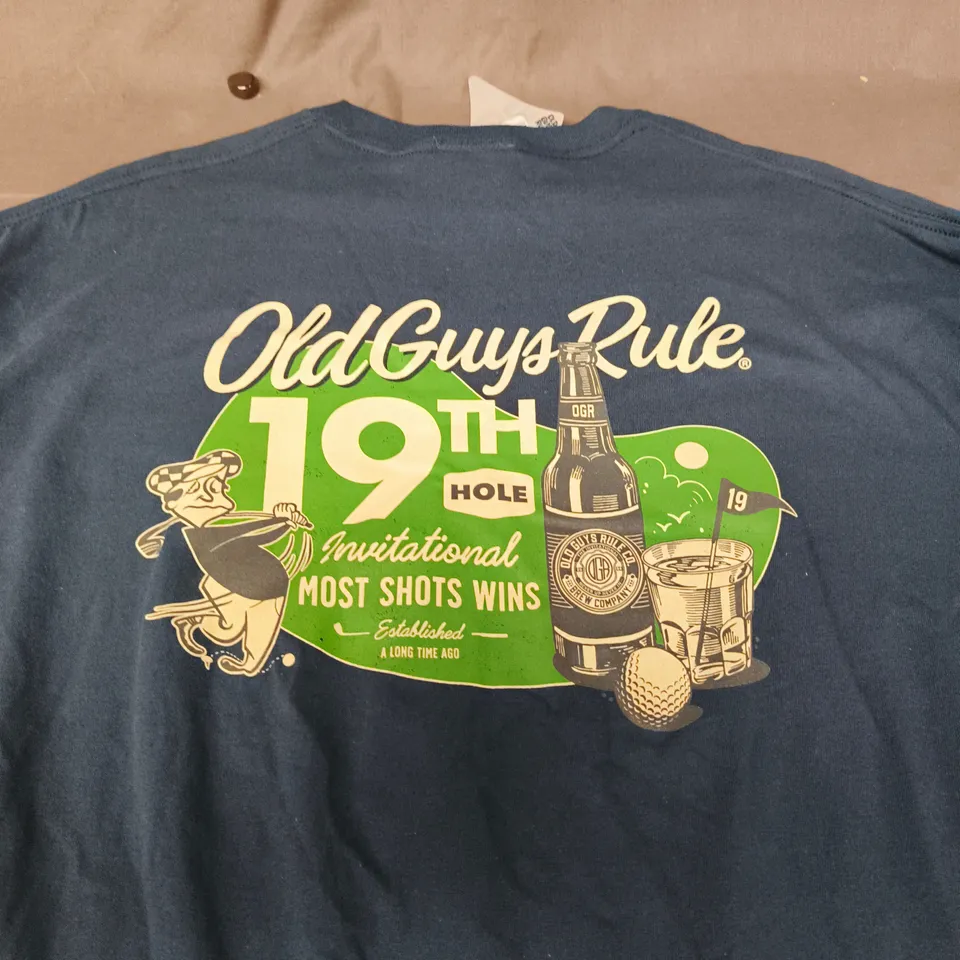 Old Guys Rule®
19TH
HOLE
Invitational
MOST SHOTS WINS
Established
A LONG TIME AGO
OGR
OLD GUYS RULE CO.
OGR
BREW COMPANY
19